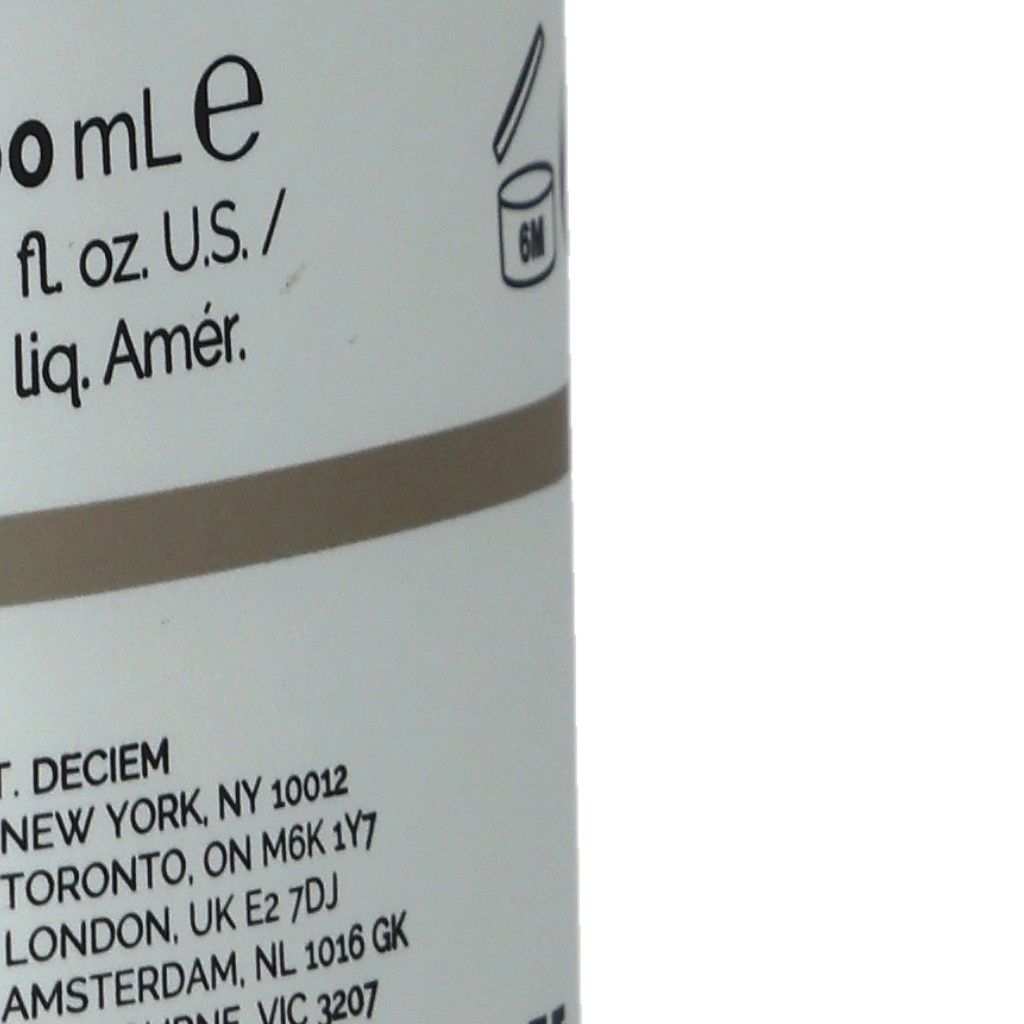 mL e
fl. oz. U.S. /
liq. Amér.
6M
T. DECIEM
NEW YORK, NY 10012
TORONTO, ON M6K 1Y7
LONDON, UK E2 7DJ
AMSTERDAM, NL 1016 GK
VIC 3207